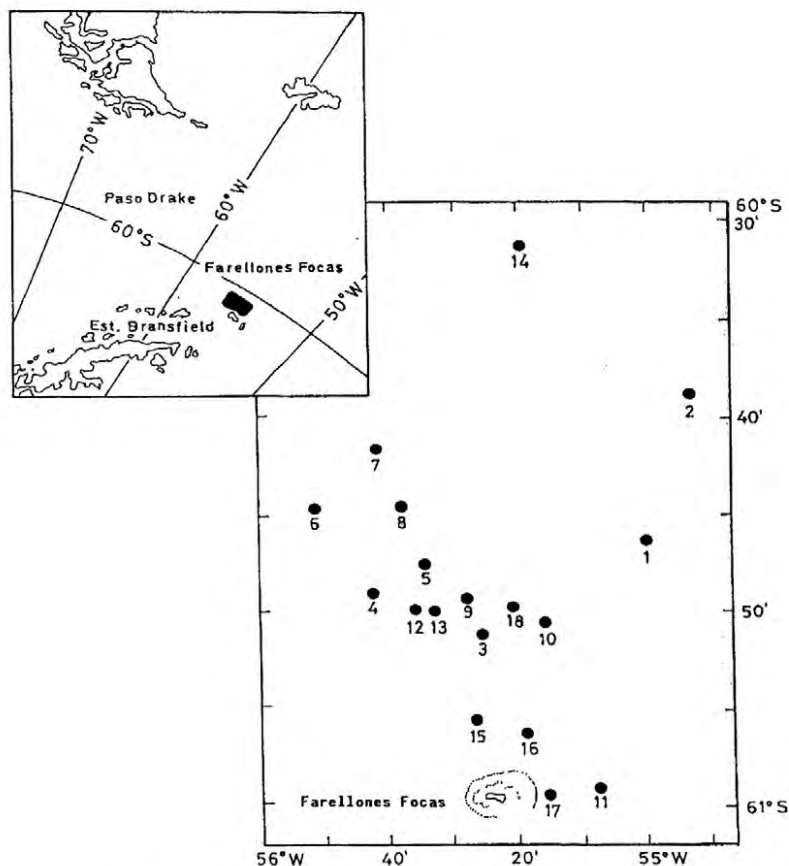 70°W
Paso Drake
60°W
60°S
Farellones Focas
50°W
Est. Bransfield
60°S
30'
14
2
40'
7
6
8
1
5
4
9
18
50'
12
13
10
3
15
16
Farellones Focas
17
11
61°S
56°W
40'
20'
55°W